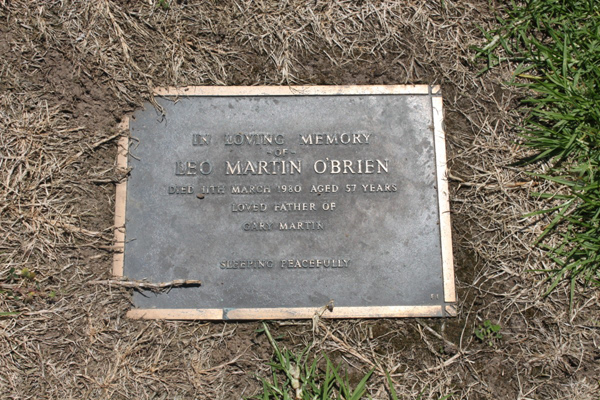 IN LOVING MEMORY
- OF -
LEO MARTIN O'BRIEN
DIED 11TH MARCH 1980 AGED 57 YEARS
LOVED FATHER OF
GARY MARTIN
SLEEPING PEACEFULLY